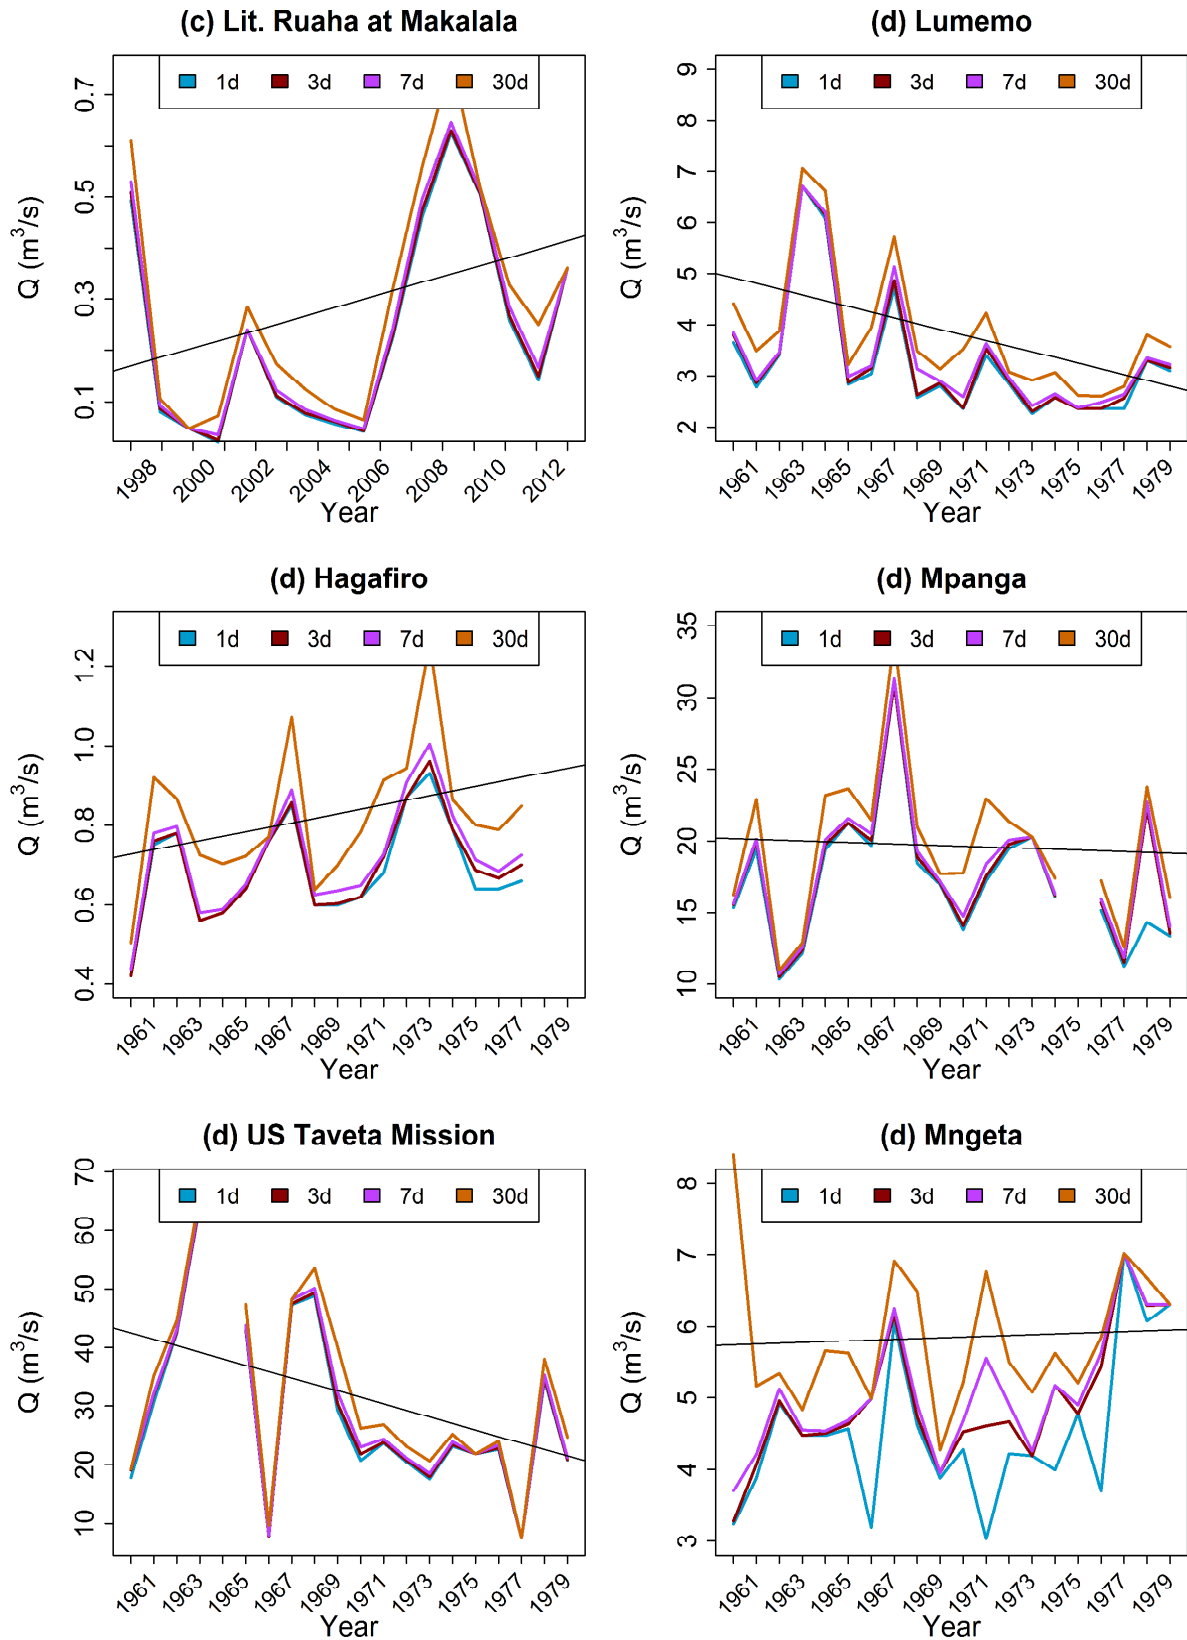 (c) Lit. Ruaha at Makalala
1d 3d 7d 30d
Q (m³/s)
0.7
0.5
0.3
0.1
1998 2000 2002 2004 2006 2008 2010 2012
Year
(d) Lumemo
1d 3d 7d 30d
Q (m³/s)
9
8
7
6
5
4
3
2
1961 1963 1965 1967 1969 1971 1973 1975 1977 1979
Year
(d) Hagafiro
1d 3d 7d 30d
Q (m³/s)
1.2
1.0
0.8
0.6
0.4
1961 1963 1965 1967 1969 1971 1973 1975 1977 1979
Year
(d) Mpanga
1d 3d 7d 30d
Q (m³/s)
35
30
25
20
15
10
1961 1963 1965 1967 1969 1971 1973 1975 1977 1979
Year
(d) US Taveta Mission
1d 3d 7d 30d
Q (m³/s)
70
60
50
40
30
20
10
1961 1963 1965 1967 1969 1971 1973 1975 1977 1979
Year
(d) Mngeta
1d 3d 7d 30d
Q (m³/s)
8
7
6
5
4
3
1961 1963 1965 1967 1969 1971 1973 1975 1977 1979
Year